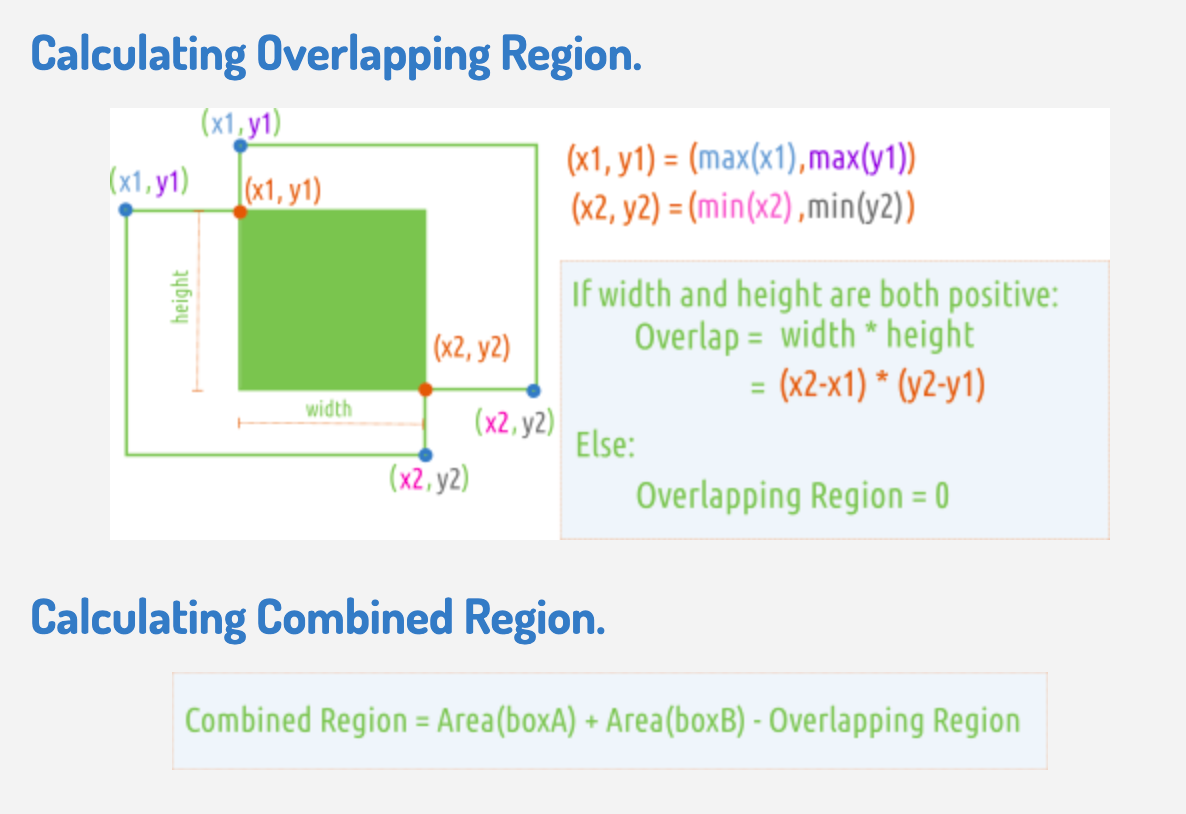 Calculating Overlapping Region.
(x1, y1)
(x1, y1)
(x1, y1)
height
(x2, y2)
width
(x2, y2)
(x2, y2)
(x1, y1) = (max(x1),max(y1))
(x2, y2) =(min(x2) ,min(y2))
If width and height are both positive:
Overlap = width * height
= (x2-x1) * (y2-y1)
Else:
Overlapping Region = 0
Calculating Combined Region.
Combined Region = Area(boxA) + Area(boxB) - Overlapping Region